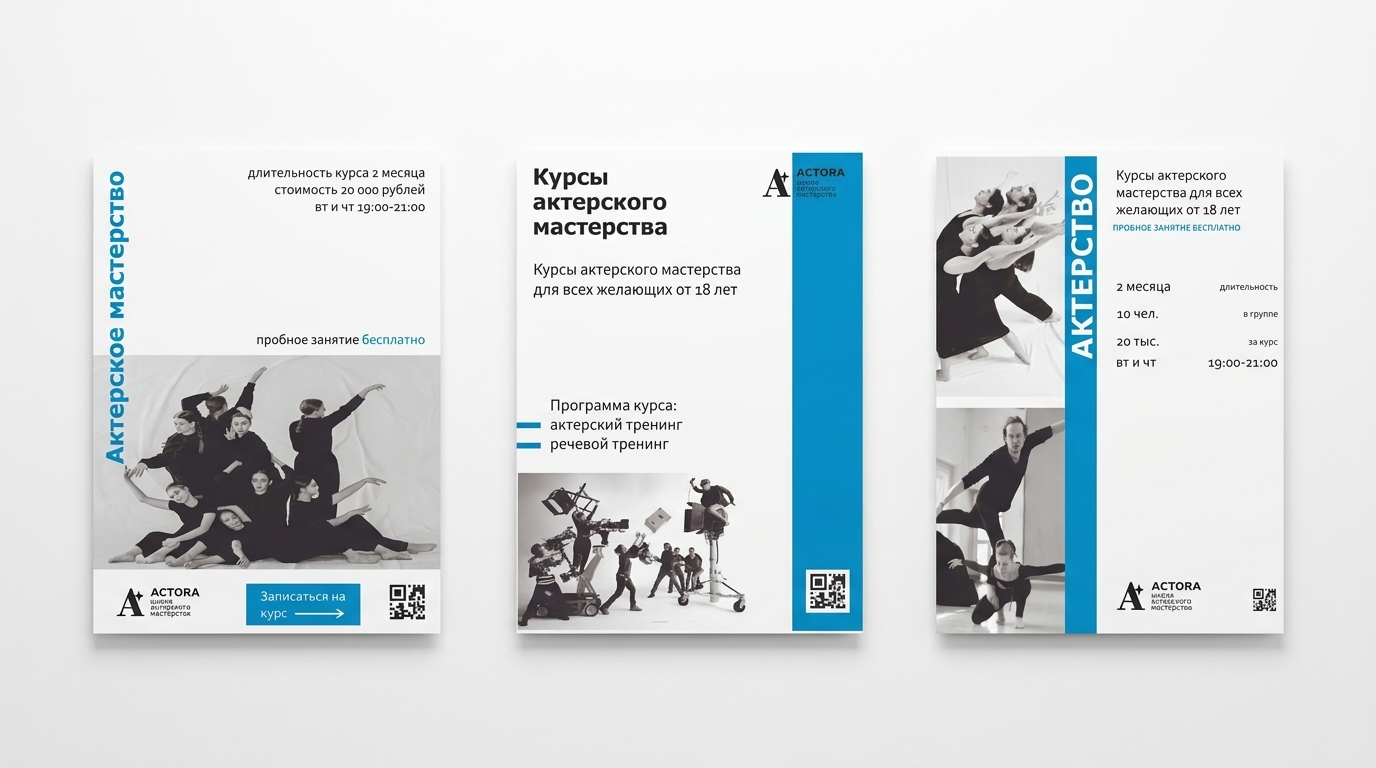 Актерское мастерство
длительность курса 2 месяца
стоимость 20 000 рублей
вт и чт 19:00-21:00
пробное занятие бесплатно
ACTORA
Записаться на
курс
Курсы
актерского
мастерства
ACTORA
Курсы актерского мастерства
для всех желающих от 18 лет
Программа курса:
актерский тренинг
речевой тренинг
АКТЕРСТВО
Курсы актерского
мастерства для всех
желающих от 18 лет
ПРОБНОЕ ЗАНЯТИЕ БЕСПЛАТНО
2 месяца длительность
10 чел. в группе
20 тыс. за курс
вт и чт 19:00-21:00
ACTORA